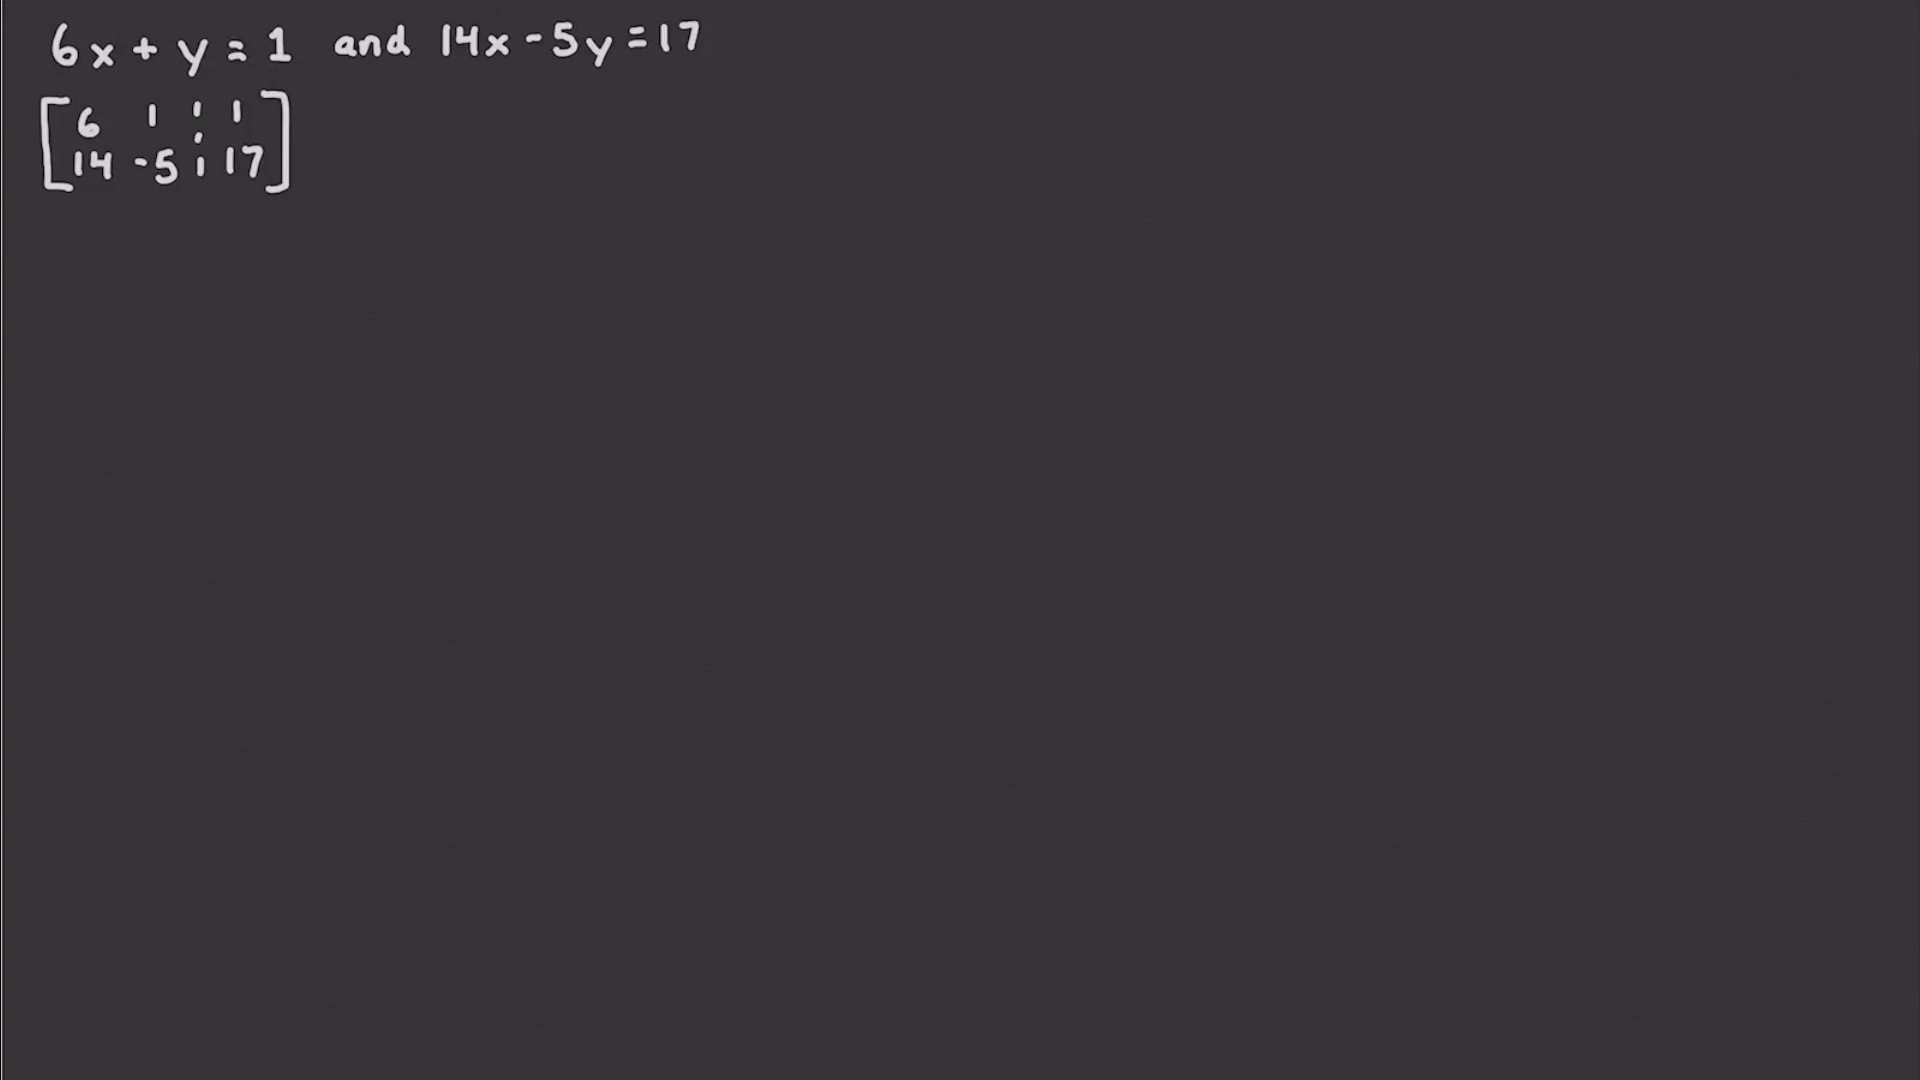 6x + y = 1 and 14x - 5y = 17
[ 6 1 ¦ 1 ]
[ 14 -5 ¦ 17 ]